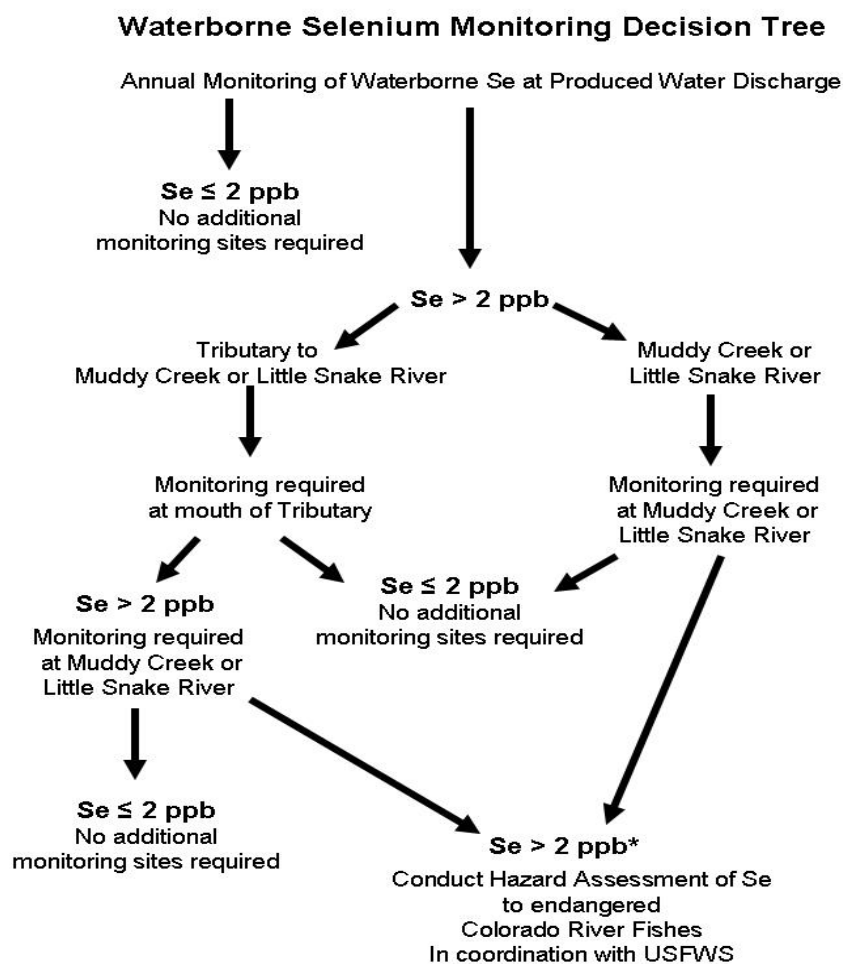 Waterborne Selenium Monitoring Decision Tree
Annual Monitoring of Waterborne Se at Produced Water Discharge
Se ≤ 2 ppb
No additional
monitoring sites required
Se > 2 ppb
Tributary to
Muddy Creek or Little Snake River
Muddy Creek or
Little Snake River
Monitoring required
at mouth of Tributary
Monitoring required
at Muddy Creek or
Little Snake River
Se ≤ 2 ppb
No additional
monitoring sites required
Se > 2 ppb
Monitoring required
at Muddy Creek or
Little Snake River
Se ≤ 2 ppb
No additional
monitoring sites required
Se > 2 ppb*
Conduct Hazard Assessment of Se
to endangered
Colorado River Fishes
In coordination with USFWS